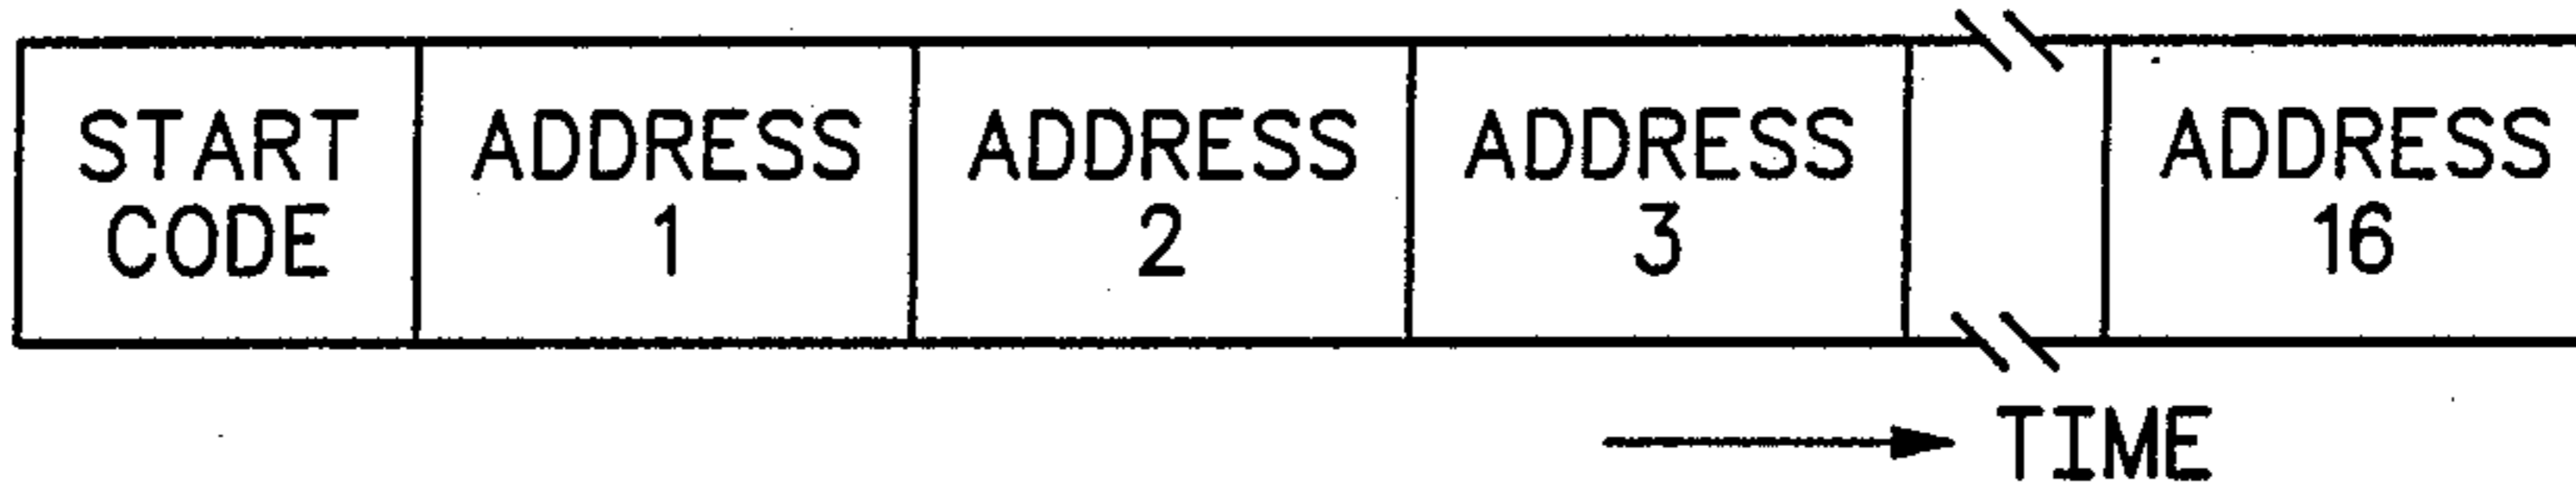 START
CODE
ADDRESS
1
ADDRESS
2
ADDRESS
3
ADDRESS
16
TIME